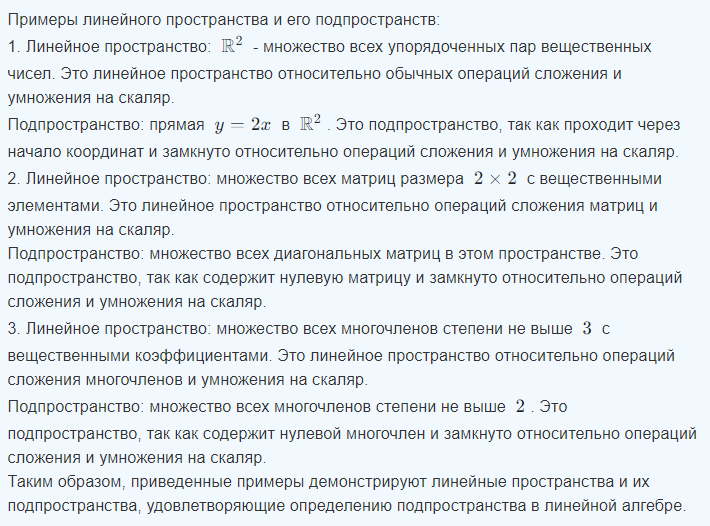 Примеры линейного пространства и его подпространств:
1. Линейное пространство: ℝ² - множество всех упорядоченных пар вещественных
чисел. Это линейное пространство относительно обычных операций сложения и
умножения на скаляр.
Подпространство: прямая y = 2x в ℝ² . Это подпространство, так как проходит через
начало координат и замкнуто относительно операций сложения и умножения на скаляр.
2. Линейное пространство: множество всех матриц размера 2 × 2 с вещественными
элементами. Это линейное пространство относительно операций сложения матриц и
умножения на скаляр.
Подпространство: множество всех диагональных матриц в этом пространстве. Это
подпространство, так как содержит нулевую матрицу и замкнуто относительно операций
сложения и умножения на скаляр.
3. Линейное пространство: множество всех многочленов степени не выше 3 с
вещественными коэффициентами. Это линейное пространство относительно операций
сложения многочленов и умножения на скаляр.
Подпространство: множество всех многочленов степени не выше 2 . Это
подпространство, так как содержит нулевой многочлен и замкнуто относительно операций
сложения и умножения на скаляр.
Таким образом, приведенные примеры демонстрируют линейные пространства и их
подпространства, удовлетворяющие определению подпространства в линейной алгебре.